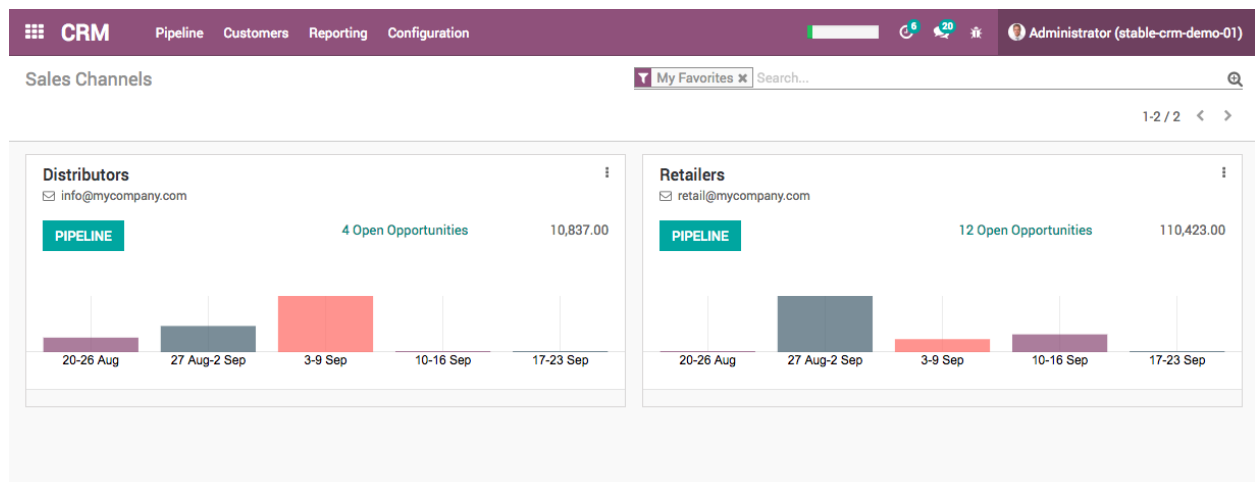 CRM Pipeline Customers Reporting Configuration 6 20 Administrator (stable-crm-demo-01)
Sales Channels
My Favorites ✖ Search...
1-2 / 2
Distributors
info@mycompany.com
PIPELINE 4 Open Opportunities 10,837.00
20-26 Aug 27 Aug-2 Sep 3-9 Sep 10-16 Sep 17-23 Sep
Retailers
retail@mycompany.com
PIPELINE 12 Open Opportunities 110,423.00
20-26 Aug 27 Aug-2 Sep 3-9 Sep 10-16 Sep 17-23 Sep